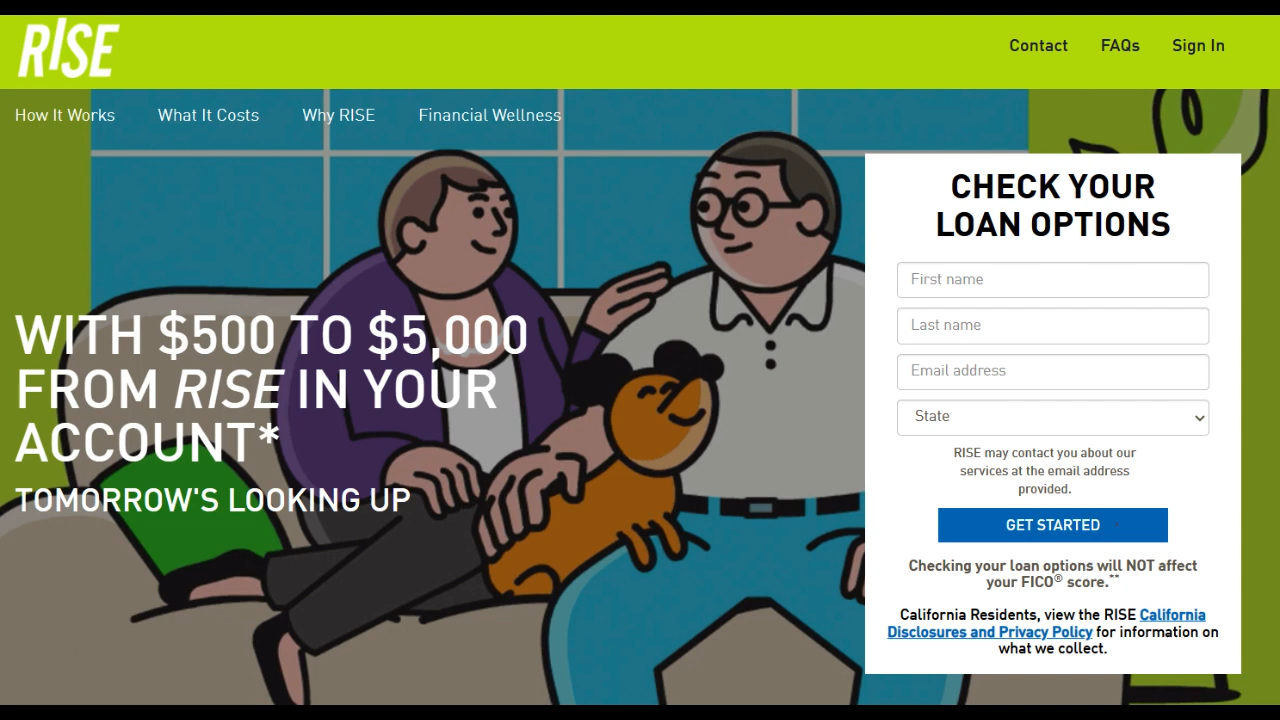 RISE
Contact FAQs Sign In
How It Works What It Costs Why RISE Financial Wellness
WITH $500 TO $5,000
FROM RISE IN YOUR
ACCOUNT*
TOMORROW'S LOOKING UP
CHECK YOUR
LOAN OPTIONS
First name
Last name
Email address
State
RISE may contact you about our
services at the email address
provided.
GET STARTED
Checking your loan options will NOT affect
your FICO® score.**
California Residents, view the RISE California
Disclosures and Privacy Policy for information on
what we collect.